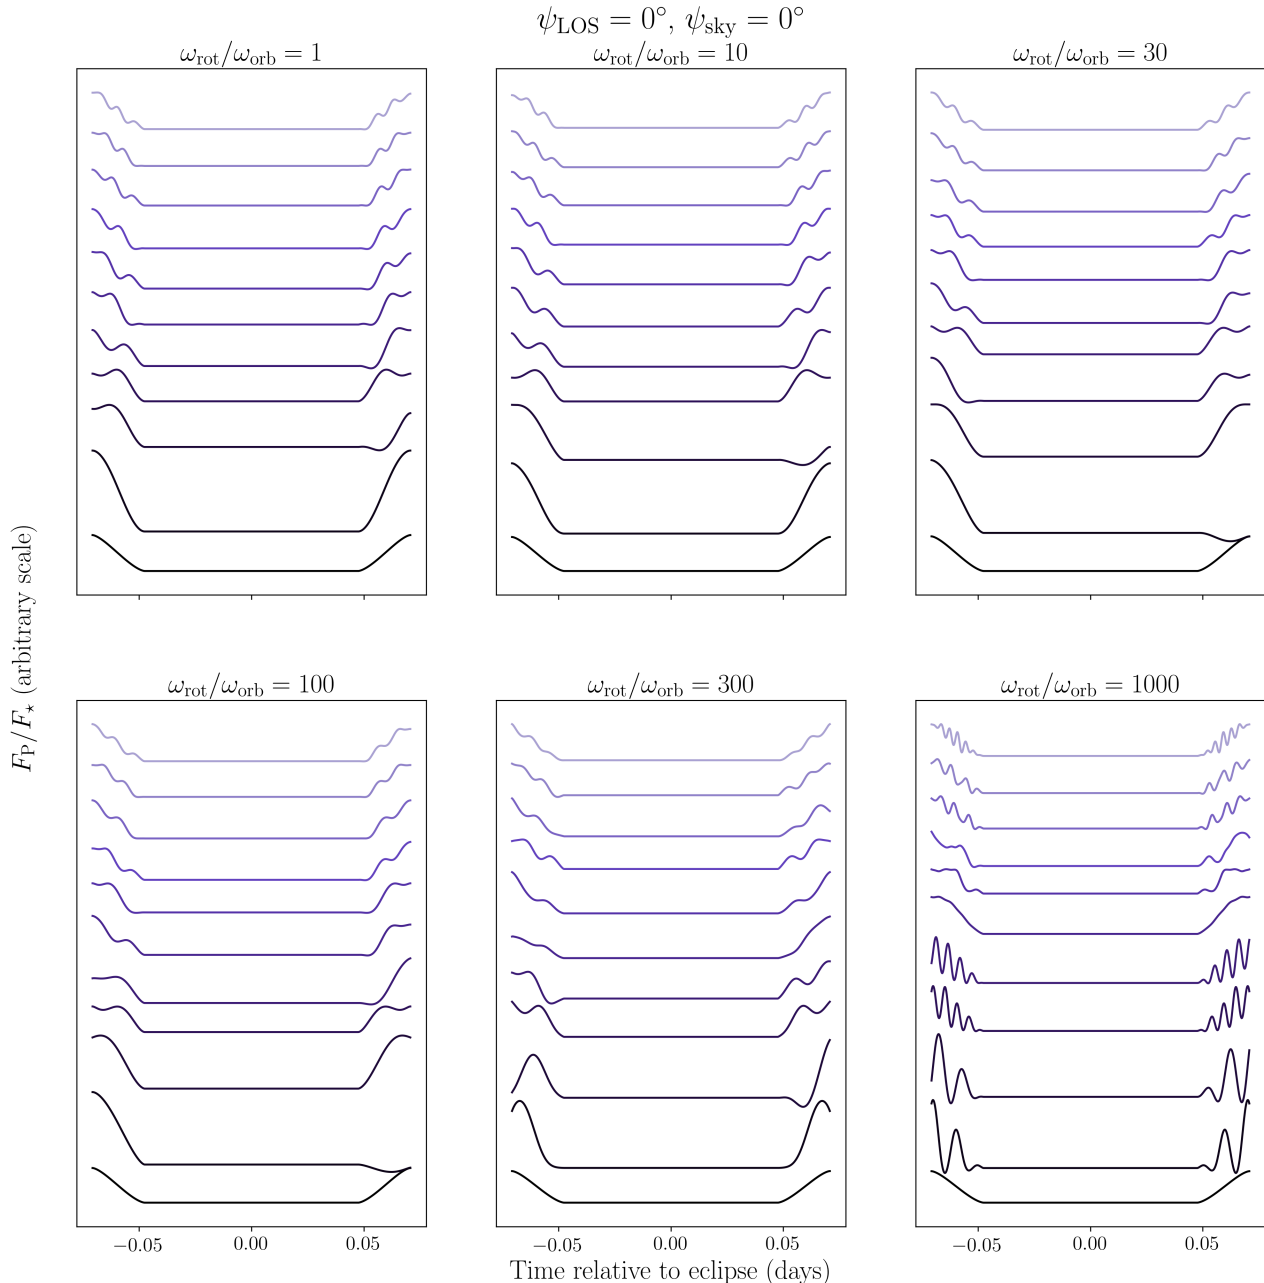 ψ_LOS = 0°, ψ_sky = 0°
ω_rot/ω_orb = 1
ω_rot/ω_orb = 10
ω_rot/ω_orb = 30
F_P/F_⋆ (arbitrary scale)
ω_rot/ω_orb = 100
ω_rot/ω_orb = 300
ω_rot/ω_orb = 1000
−0.05 0.00 0.05
−0.05 0.00 0.05
−0.05 0.00 0.05
Time relative to eclipse (days)